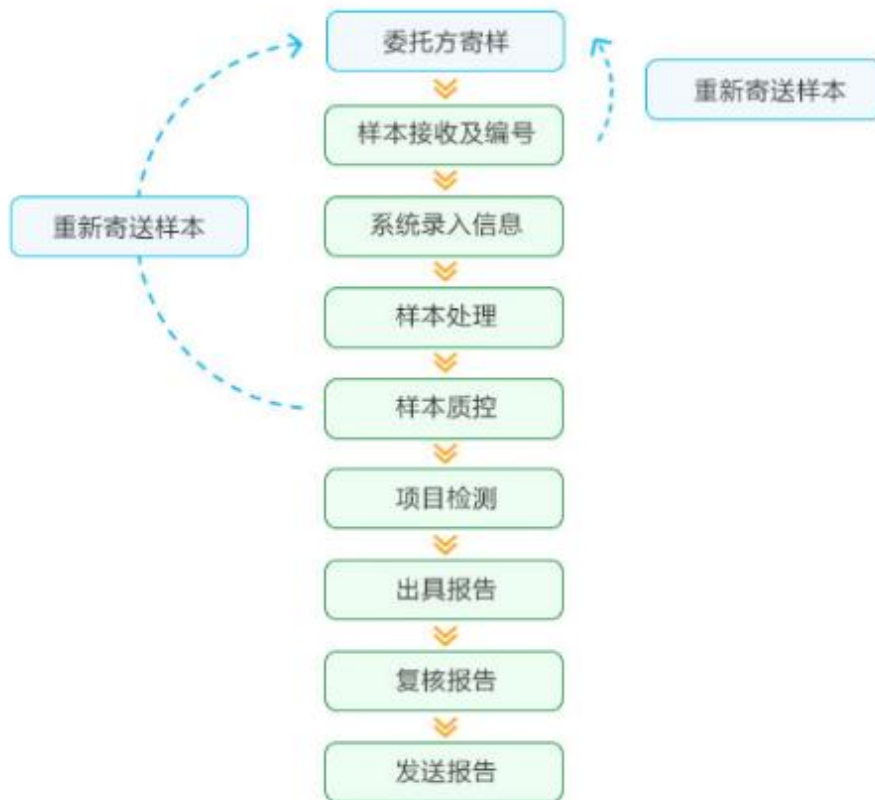 委托方寄样
重新寄送样本
样本接收及编号
系统录入信息
重新寄送样本
样本处理
样本质控
项目检测
出具报告
复核报告
发送报告